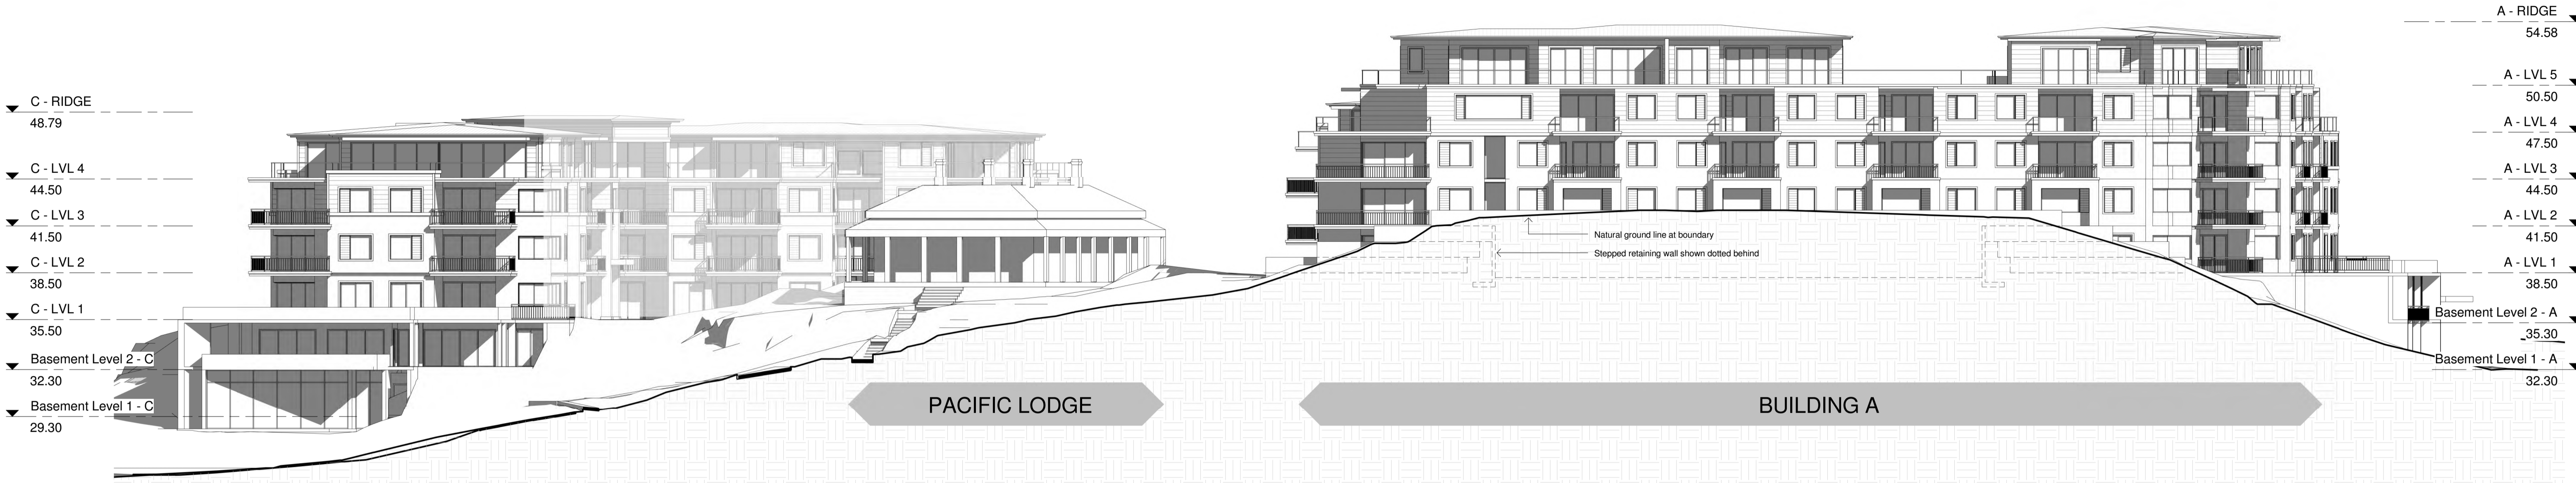 C - RIDGE
48.79
C - LVL 4
44.50
C - LVL 3
41.50
C - LVL 2
38.50
C - LVL 1
35.50
Basement Level 2 - C
32.30
Basement Level 1 - C
29.30
PACIFIC LODGE
Natural ground line at boundary
Stepped retaining wall shown dotted behind
BUILDING A
A - RIDGE
54.58
A - LVL 5
50.50
A - LVL 4
47.50
A - LVL 3
44.50
A - LVL 2
41.50
A - LVL 1
38.50
Basement Level 2 - A
35.30
Basement Level 1 - A
32.30